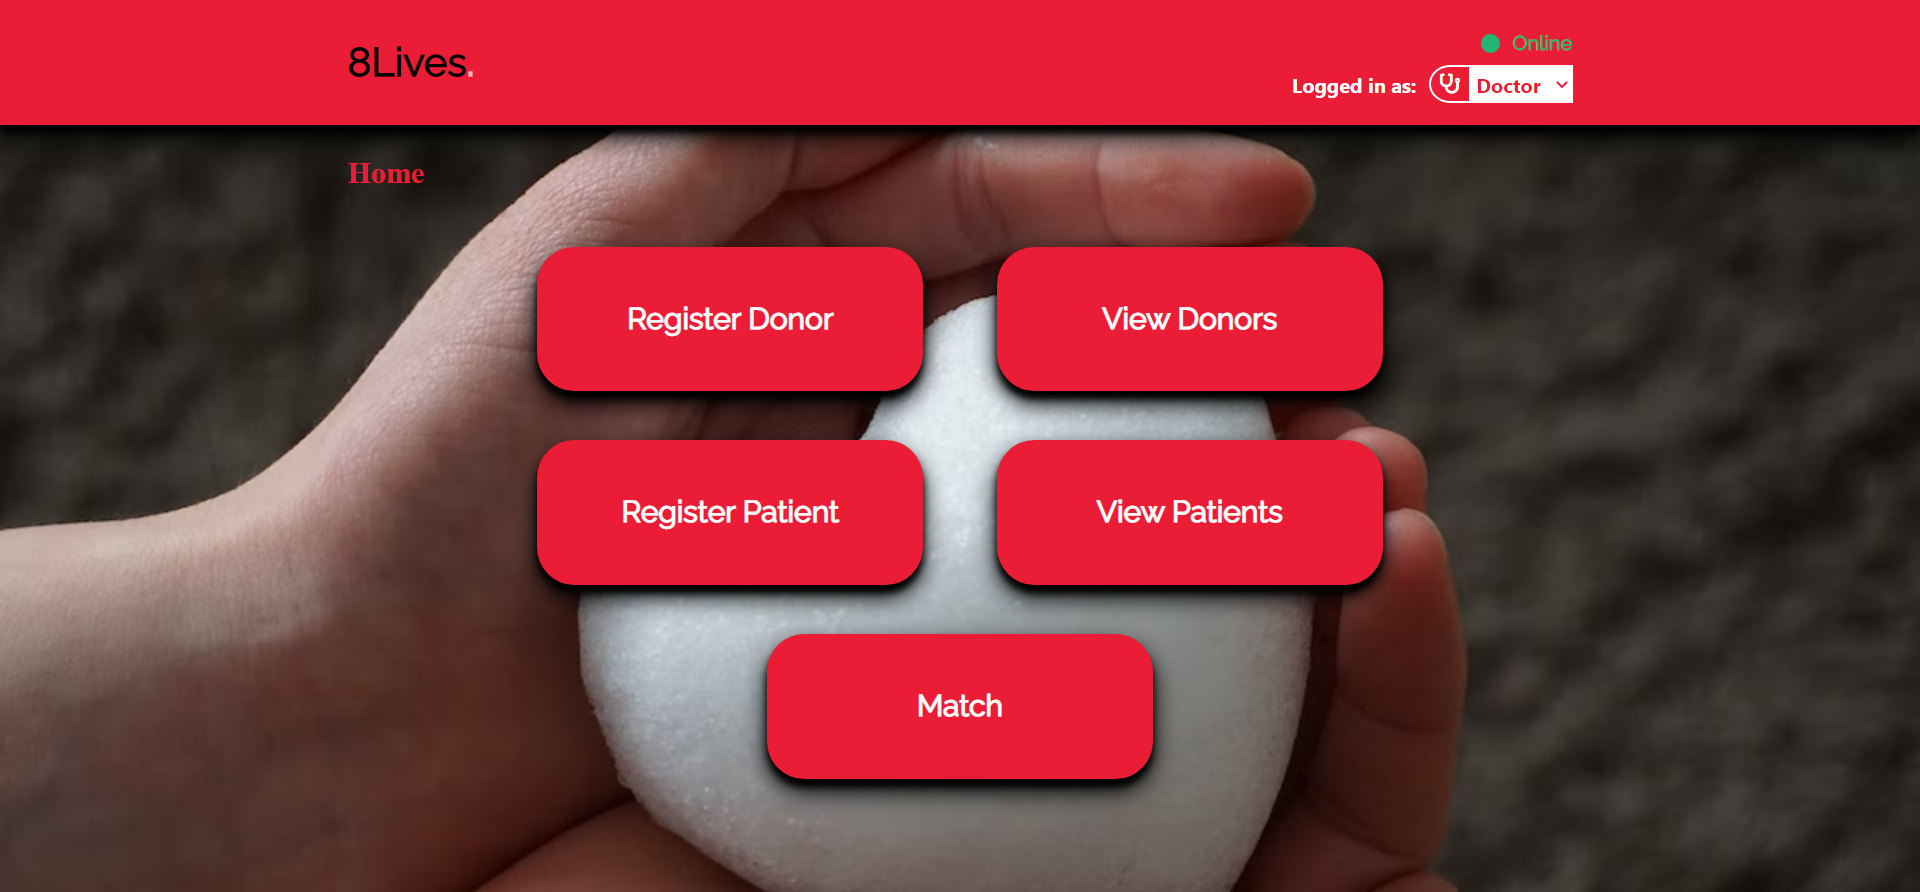 8Lives.
Online
Logged in as: Doctor
Home
Register Donor
View Donors
Register Patient
View Patients
Match